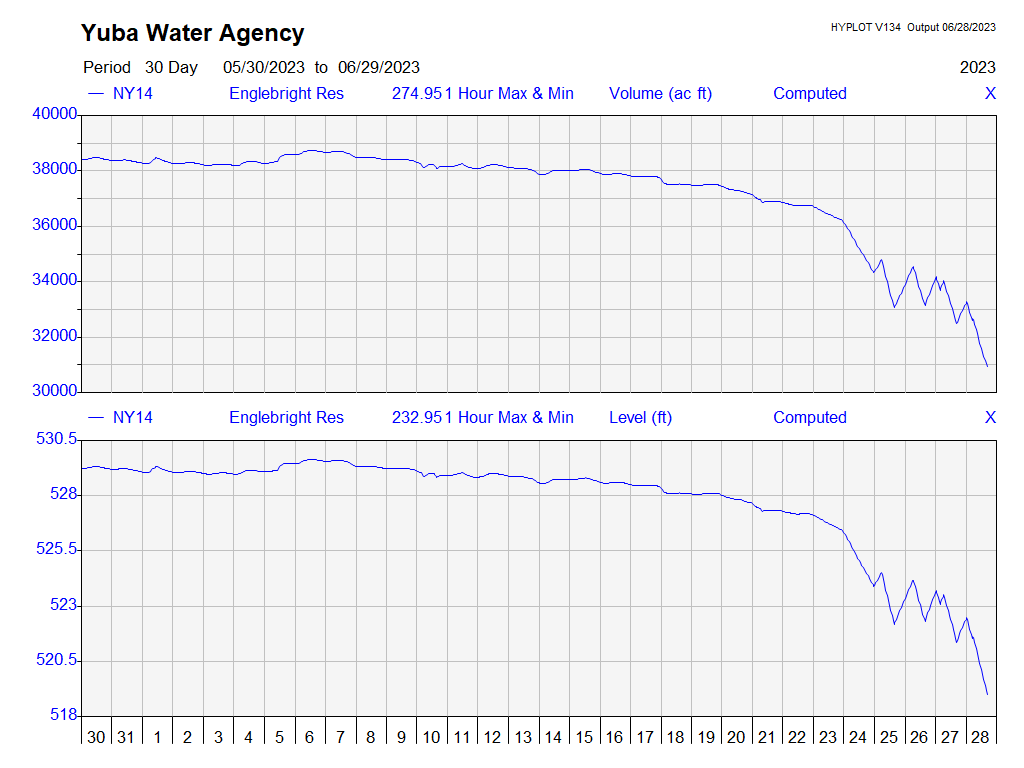 Yuba Water Agency
HYPLOT V134 Output 06/28/2023
Period 30 Day 05/30/2023 to 06/29/2023 2023
NY14 Englebright Res 274.951 Hour Max & Min Volume (ac ft) Computed X
40000
38000
36000
34000
32000
30000
NY14 Englebright Res 232.951 Hour Max & Min Level (ft) Computed X
530.5
528
525.5
523
520.5
518
30 31 1 2 3 4 5 6 7 8 9 10 11 12 13 14 15 16 17 18 19 20 21 22 23 24 25 26 27 28